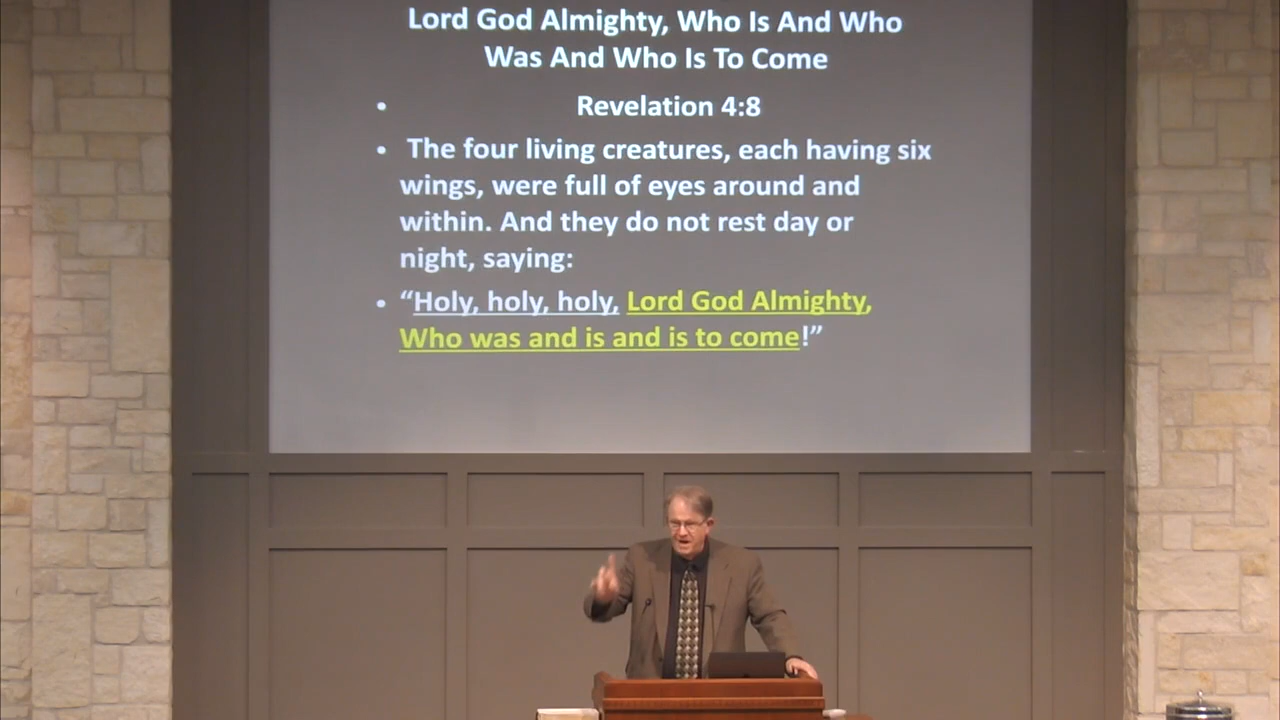 Lord God Almighty, Who Is And Who
Was And Who Is To Come
• Revelation 4:8
• The four living creatures, each having six
wings, were full of eyes around and
within. And they do not rest day or
night, saying:
• “Holy, holy, holy, Lord God Almighty,
Who was and is and is to come!”